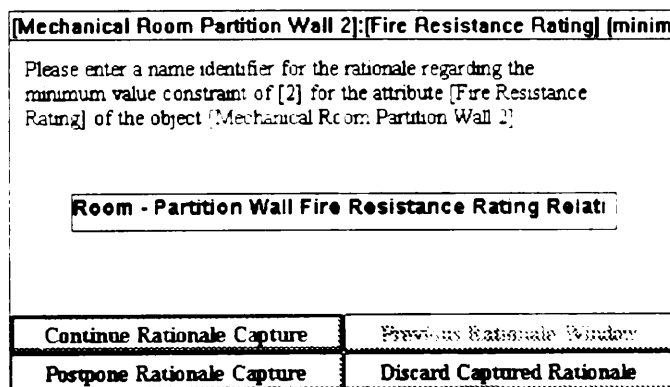 [Mechanical Room Partition Wall 2]:[Fire Resistance Rating] (minim
Please enter a name identifier for the rationale regarding the
minimum value constraint of [2] for the attribute [Fire Resistance
Rating] of the object [Mechanical Room Partition Wall 2]
Room - Partition Wall Fire Resistance Rating Relati
Continue Rationale Capture
Previous Rationale Window
Postpone Rationale Capture
Discard Captured Rationale